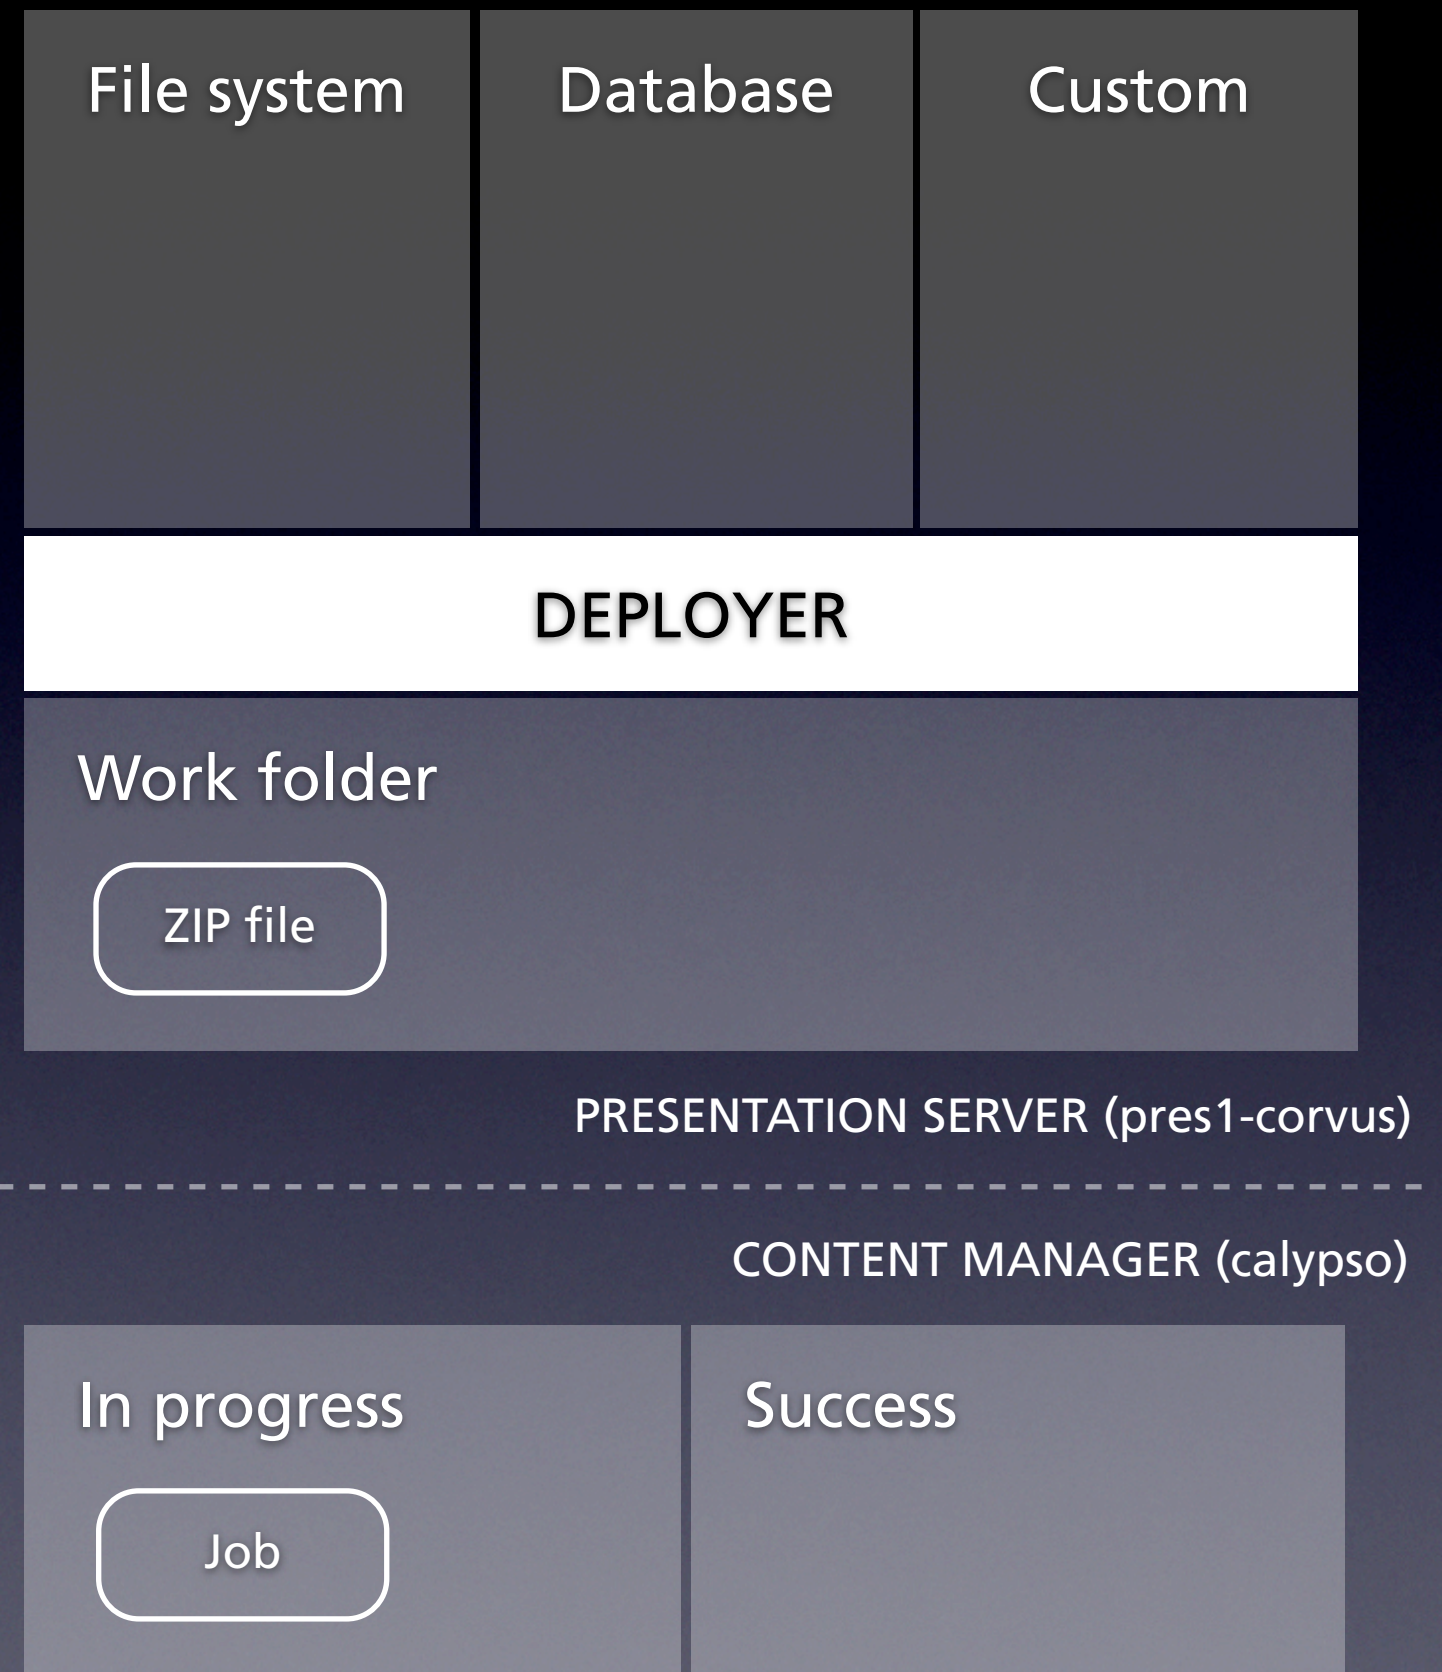 File system
Database
Custom
DEPLOYER
Work folder
ZIP file
PRESENTATION SERVER (pres1-corvus)
CONTENT MANAGER (calypso)
In progress
Success
Job